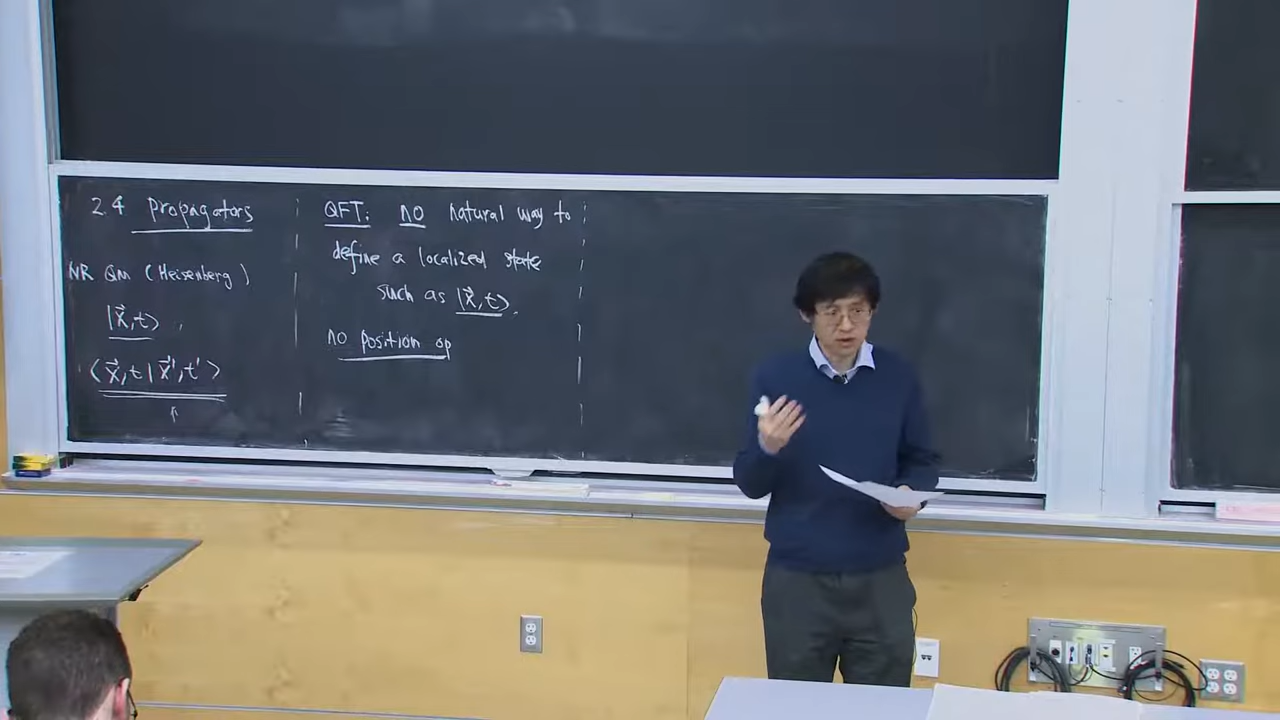 2.4 Propagators
NR QM (Heisenberg)
|x⃗,t⟩,
⟨x⃗,t|x⃗',t'⟩
↑
QFT: no natural way to
define a localized state
such as |x⃗,t⟩.
no position op